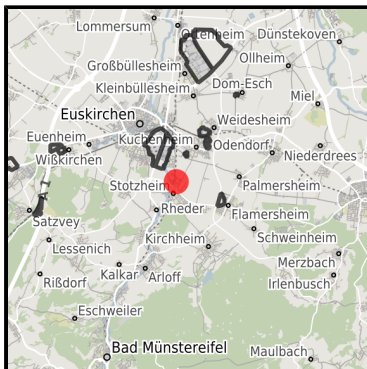 Lommersum
Ottenheim
Dünstekoven
Großbüllesheim
Ollheim
Kleinbüllesheim
Dom-Esch
Miel
Euskirchen
Weidesheim
Euenheim
Kuchenheim
Odendorf
Wißkirchen
Niederdrees
Stotzheim
Palmersheim
Satzvey
Rheder
Flamersheim
Lessenich
Kirchheim
Schweinheim
Merzbach
Rißdorf
Kalkar
Arloff
Irlenbusch
Eschweiler
Bad Münstereifel
Maulbach